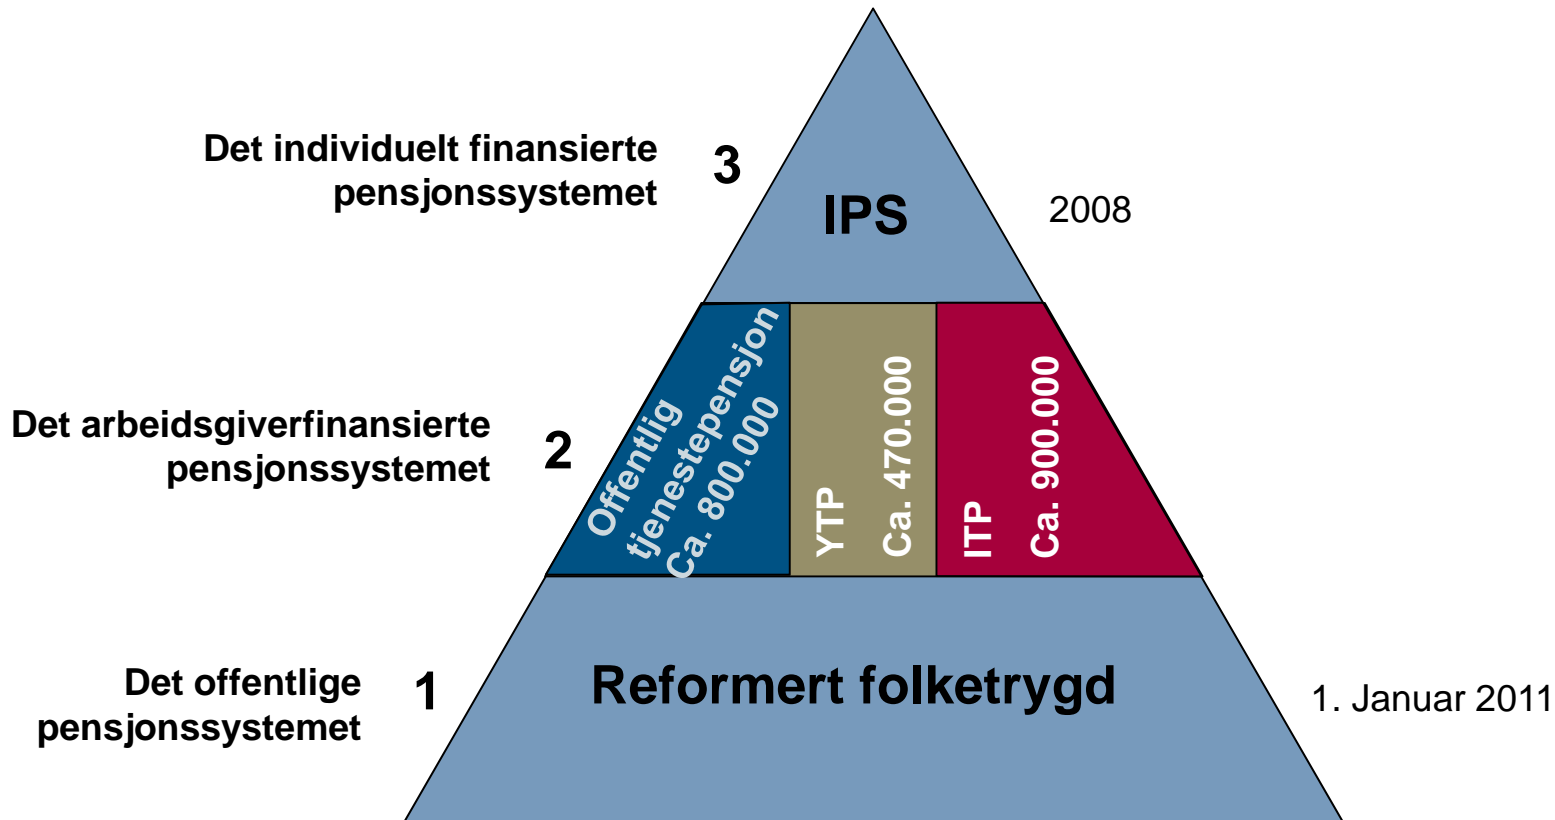 Det individuelt finansierte
pensjonssystemet
3
IPS
2008
Det arbeidsgiverfinansierte
pensjonssystemet
2
Offentlig
tjenestepensjon
Ca. 800.000
YTP
Ca. 470.000
ITP
Ca. 900.000
Det offentlige
pensjonssystemet
1
Reformert folketrygd
1. Januar 2011